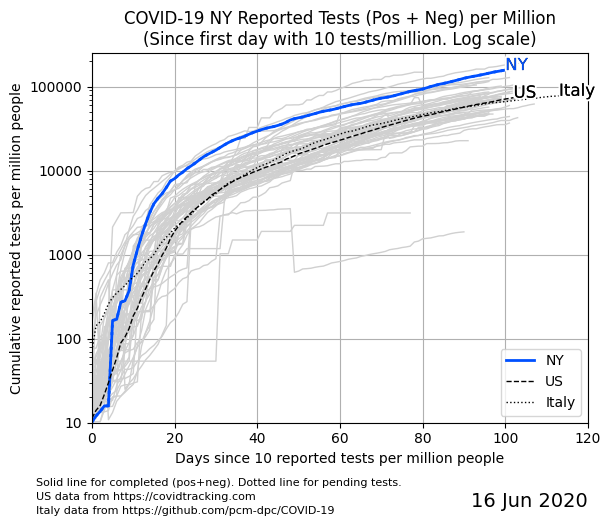 COVID-19 NY Reported Tests (Pos + Neg) per Million
(Since first day with 10 tests/million. Log scale)
Cumulative reported tests per million people
100000
10000
1000
100
10
NY
US
Italy
NY
US
Italy
0
20
40
60
80
100
120
Days since 10 reported tests per million people
Solid line for completed (pos+neg). Dotted line for pending tests.
US data from https://covidtracking.com
Italy data from https://github.com/pcm-dpc/COVID-19
16 Jun 2020